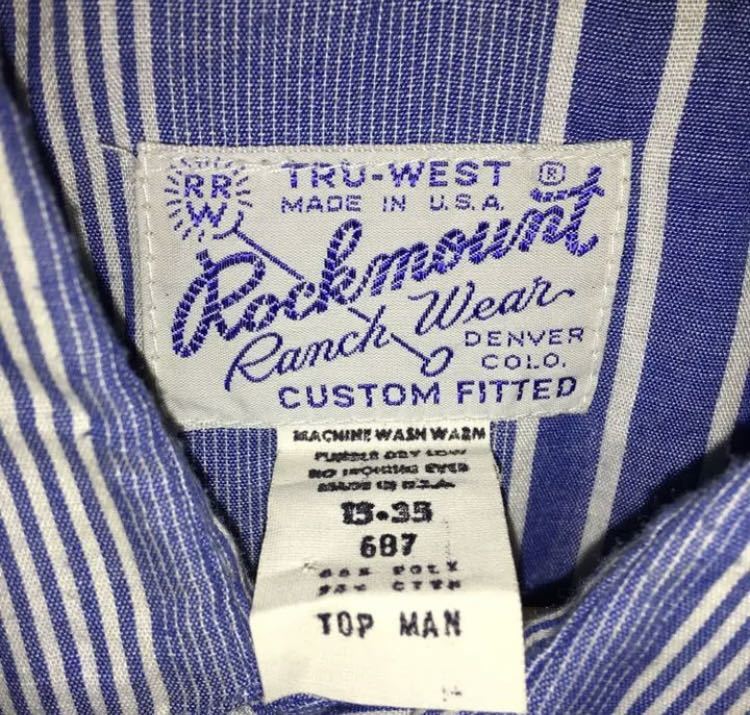 RR
W
TRU-WEST ®
MADE IN U.S.A.
Rockmount
Ranch Wear
DENVER
COLO.
CUSTOM FITTED
MACHINE WASH WARM
TUMBLE DRY LOW
NO IRONING EVER
MADE IN U.S.A.
15-35
687
POLY
TOP MAN